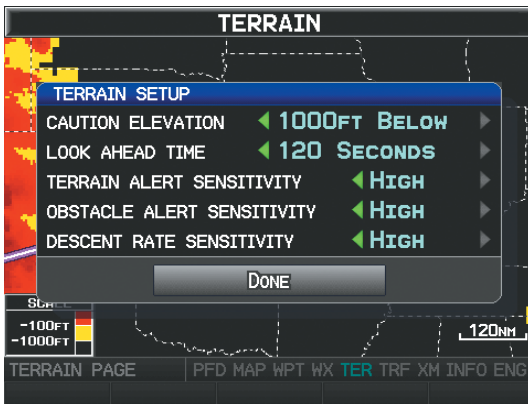 TERRAIN
TERRAIN SETUP
CAUTION ELEVATION 1000FT BELOW
LOOK AHEAD TIME 120 SECONDS
TERRAIN ALERT SENSITIVITY HIGH
OBSTACLE ALERT SENSITIVITY HIGH
DESCENT RATE SENSITIVITY HIGH
DONE
SCALE
-100FT
-1000FT
120NM
TERRAIN PAGE PFD MAP WPT WX TER TRF XM INFO ENG